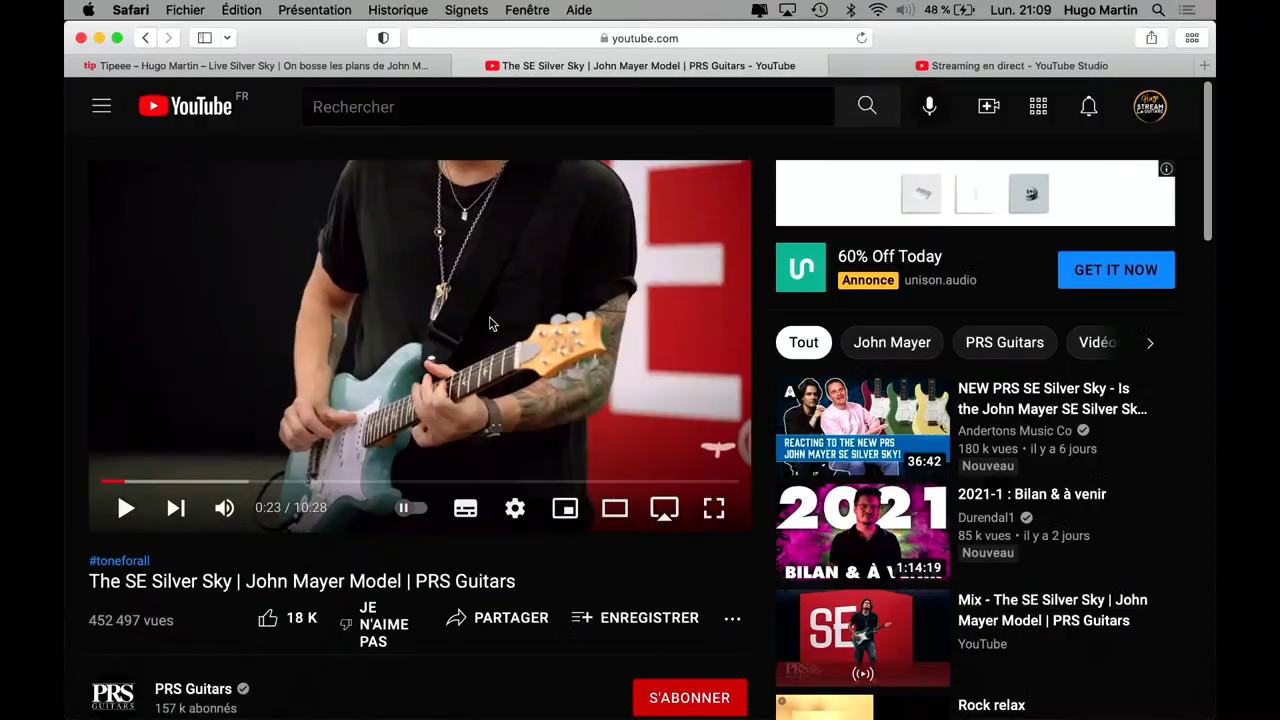 Safari Fichier Édition Présentation Historique Signets Fenêtre Aide 48 % Lun. 21:09 Hugo Martin
youtube.com
tip Tipeee – Hugo Martin – Live Silver Sky | On bosse les plans de John M...
The SE Silver Sky | John Mayer Model | PRS Guitars - YouTube
Streaming en direct - YouTube Studio
YouTube FR
Rechercher
60% Off Today
Annonce unison.audio
GET IT NOW
Tout John Mayer PRS Guitars Vidéo
E
0:23 / 10:28
#toneforall
The SE Silver Sky | John Mayer Model | PRS Guitars
452 497 vues
18 K
JE
N'AIME
PAS
PARTAGER
ENREGISTRER
PRS
GUITARS
PRS Guitars
157 k abonnés
S'ABONNER
REACTING TO THE NEW PRS
JOHN MAYER SE SILVER SKY!
36:42
NEW PRS SE Silver Sky - Is
the John Mayer SE Silver Sk...
Andertons Music Co
180 k vues • il y a 6 jours
Nouveau
2021
BILAN & À
1:14:19
2021-1 : Bilan & à venir
Durendal1
85 k vues • il y a 2 jours
Nouveau
SE
PRS
Mix - The SE Silver Sky | John
Mayer Model | PRS Guitars
YouTube
Rock relax